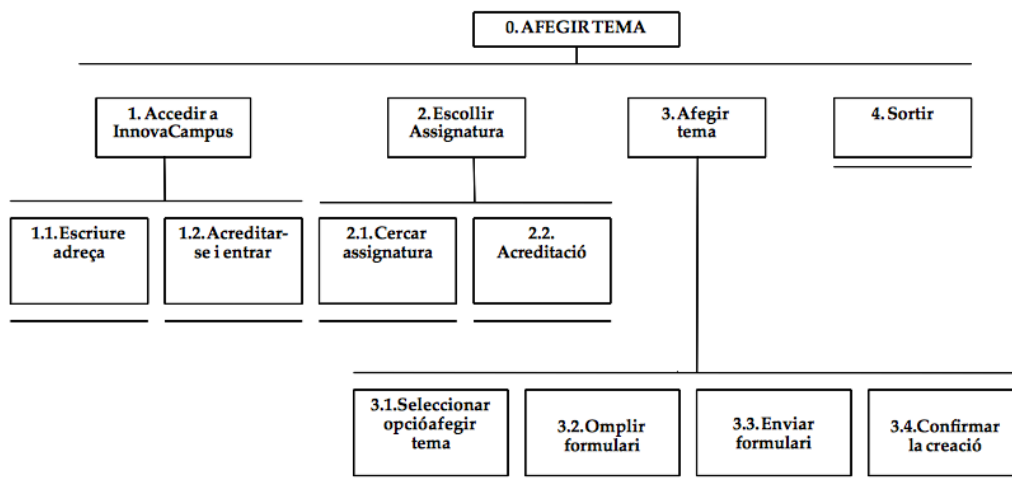 0. AFEGIR TEMA
1. Accedir a
InnovaCampus
2. Escollir
Assignatura
3. Afegir
tema
4. Sortir
1.1. Escriure
adreça
1.2. Acreditar-
se i entrar
2.1. Cercar
assignatura
2.2.
Acreditació
3.1. Seleccionar
opció afegir
tema
3.2. Omplir
formulari
3.3. Enviar
formulari
3.4. Confirmar
la creació